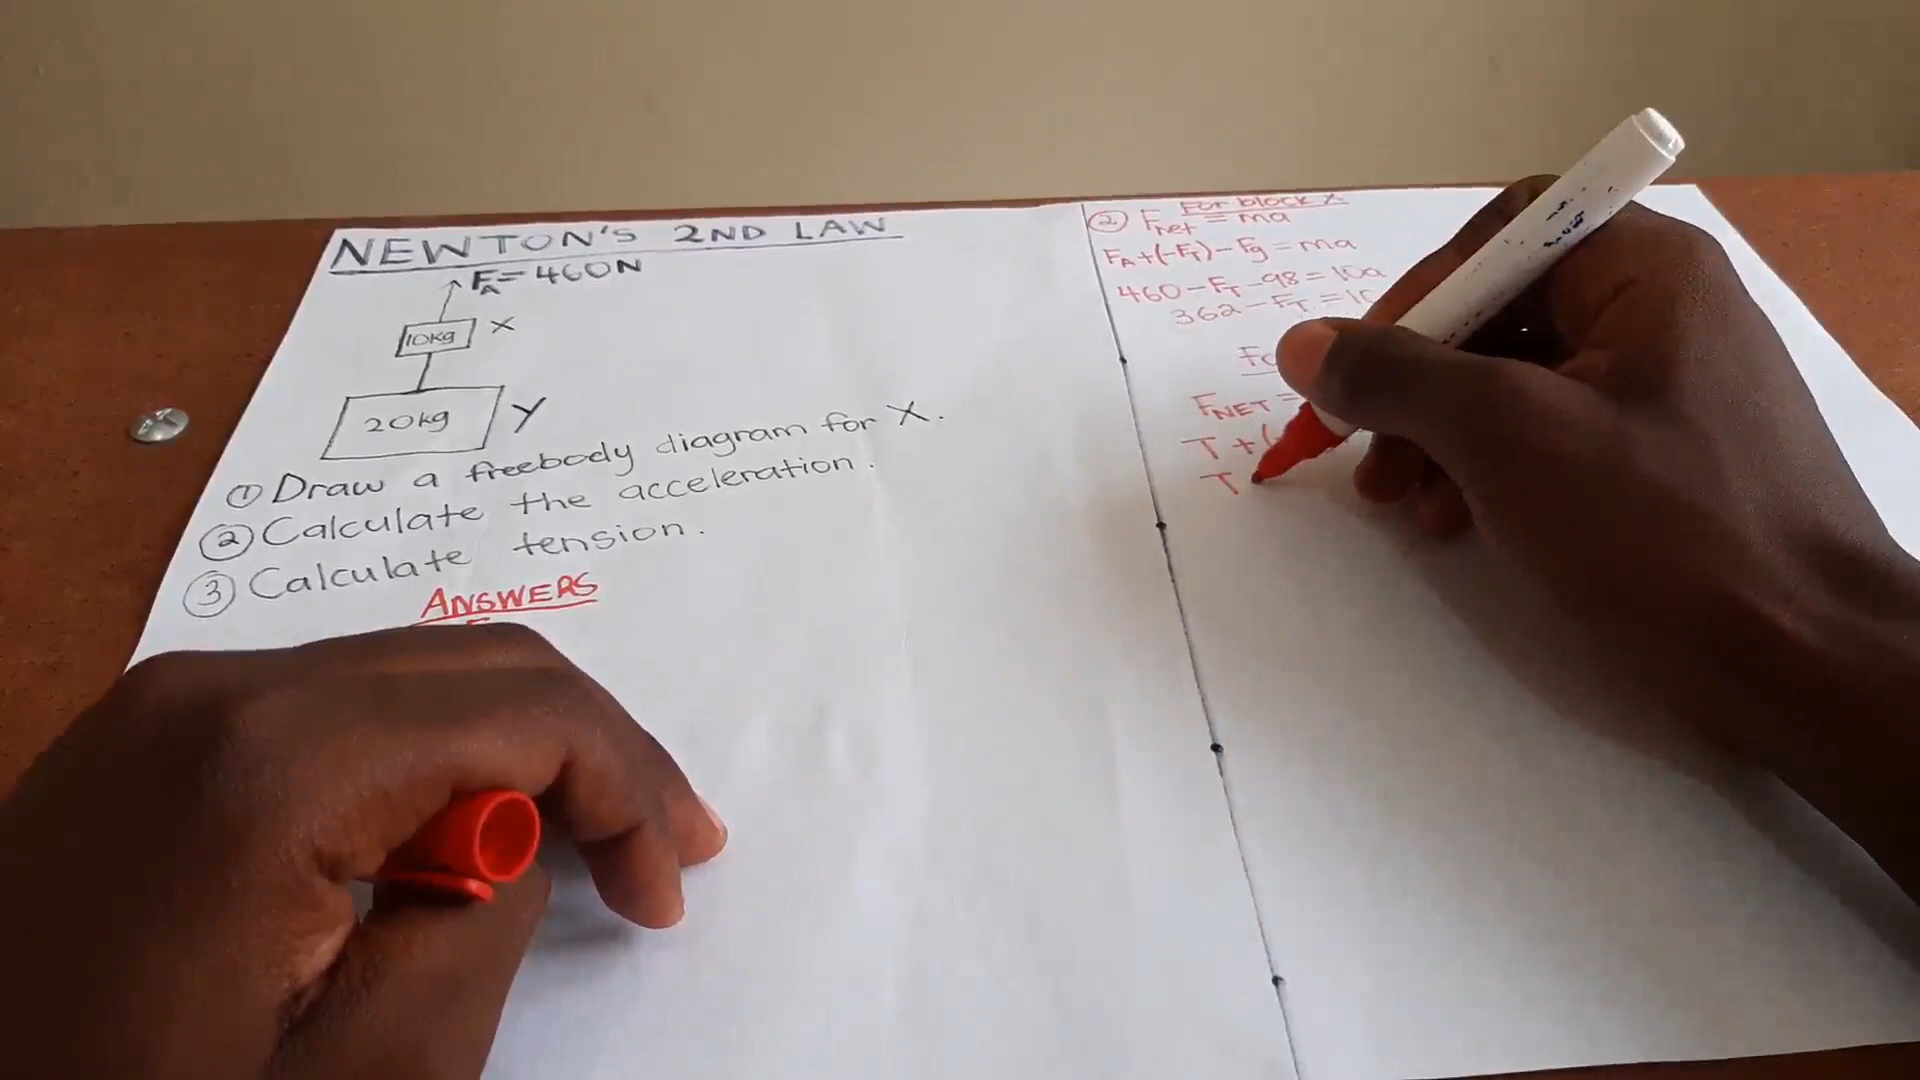 NEWTON'S 2ND LAW
FA = 460N
10kg X
20kg Y
① Draw a freebody diagram for X.
② Calculate the acceleration.
③ Calculate tension.
ANSWERS
For block X
② Fnet = ma
FA + (-FT) - Fg = ma
460 - FT - 98 = 10a
362 - FT = 10
FNET =
T + (
T